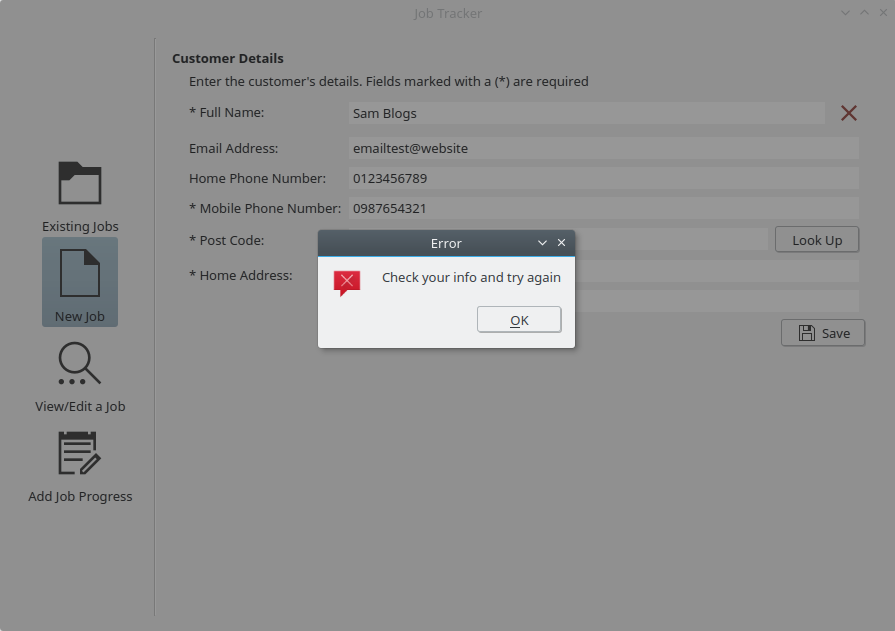 Job Tracker
Existing Jobs
New Job
View/Edit a Job
Add Job Progress
Customer Details
Enter the customer's details. Fields marked with a (*) are required
* Full Name: Sam Blogs
Email Address: emailtest@website
Home Phone Number: 0123456789
* Mobile Phone Number: 0987654321
* Post Code: Look Up
* Home Address:
Save
Error
Check your info and try again
OK